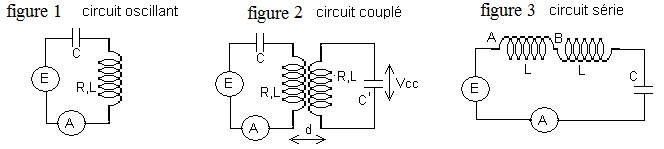 figure 1 circuit oscillant
C
E
R,L
A
figure 2 circuit couplé
C
E
R,L
R,L
C'
Vcc
A
d
figure 3 circuit série
A
B
L
L
C
E
A